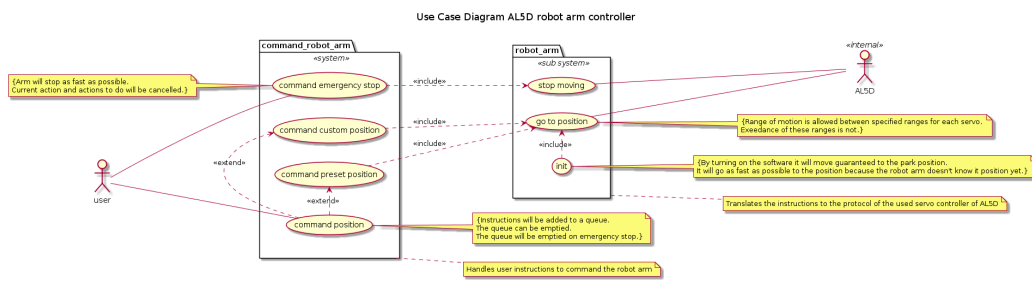 Use Case Diagram AL5D robot arm controller
command_robot_arm
«system»
robot_arm
«sub system»
«internal»
AL5D
{Arm will stop as fast as possible.
Current action and actions to do will be cancelled.}
command emergency stop
«include»
stop moving
command custom position
«include»
go to position
{Range of motion is allowed between specified ranges for each servo.
Exeedance of these ranges is not.}
«include»
«include»
«extend»
command preset position
init
{By turning on the software it will move guaranteed to the park position.
It will go as fast as possible to the position because the robot arm doesn't know it position yet.}
user
«extend»
Translates the instructions to the protocol of the used servo controller of AL5D
command position
{Instructions will be added to a queue.
The queue can be emptied.
The queue will be emptied on emergency stop.}
Handles user instructions to command the robot arm